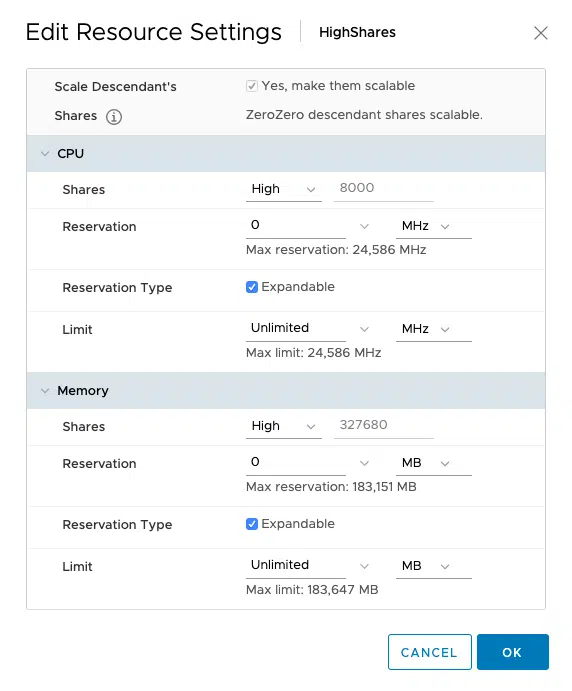 Edit Resource Settings HighShares
Scale Descendant's Yes, make them scalable
Shares ZeroZero descendant shares scalable.
CPU
Shares High 8000
Reservation 0 MHz
Max reservation: 24,586 MHz
Reservation Type Expandable
Limit Unlimited MHz
Max limit: 24,586 MHz
Memory
Shares High 327680
Reservation 0 MB
Max reservation: 183,151 MB
Reservation Type Expandable
Limit Unlimited MB
Max limit: 183,647 MB
CANCEL OK